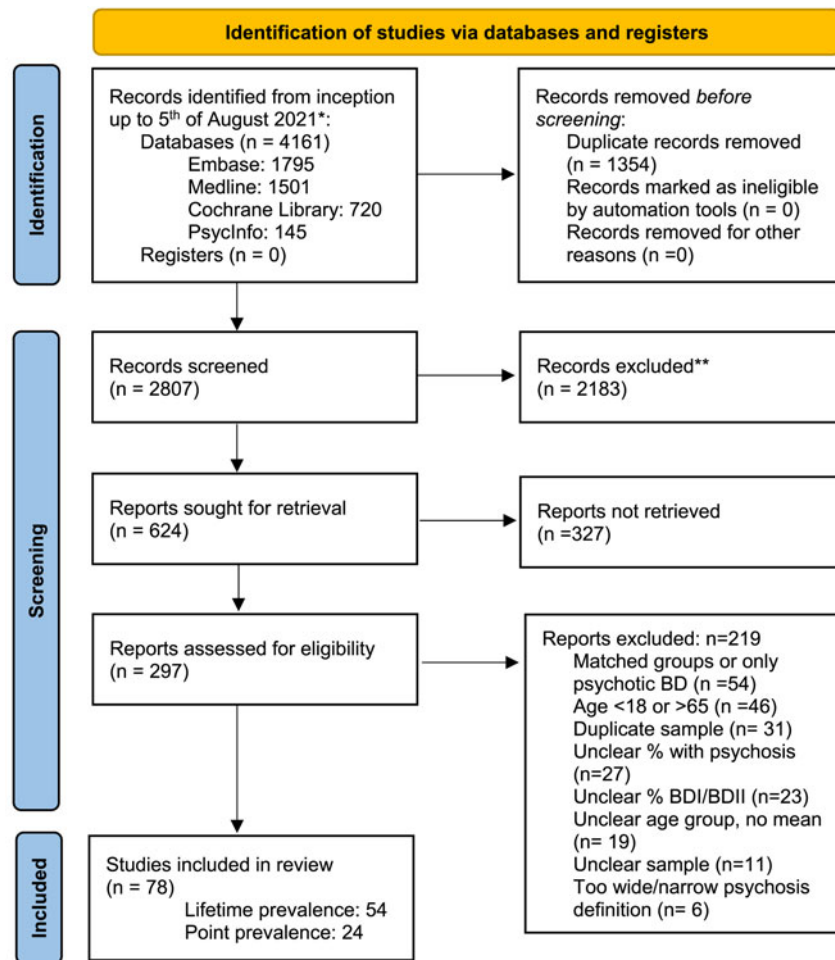 Identification of studies via databases and registers
Identification
Records identified from inception
up to 5th of August 2021*:
Databases (n = 4161)
Embase: 1795
Medline: 1501
Cochrane Library: 720
PsycInfo: 145
Registers (n = 0)
Records removed before
screening:
Duplicate records removed
(n = 1354)
Records marked as ineligible
by automation tools (n = 0)
Records removed for other
reasons (n =0)
Screening
Records screened
(n = 2807)
Records excluded**
(n = 2183)
Reports sought for retrieval
(n = 624)
Reports not retrieved
(n =327)
Reports assessed for eligibility
(n = 297)
Reports excluded: n=219
Matched groups or only
psychotic BD (n =54)
Age <18 or >65 (n =46)
Duplicate sample (n= 31)
Unclear % with psychosis
(n=27)
Unclear % BDI/BDII (n=23)
Unclear age group, no mean
(n= 19)
Unclear sample (n=11)
Too wide/narrow psychosis
definition (n= 6)
Included
Studies included in review
(n = 78)
Lifetime prevalence: 54
Point prevalence: 24